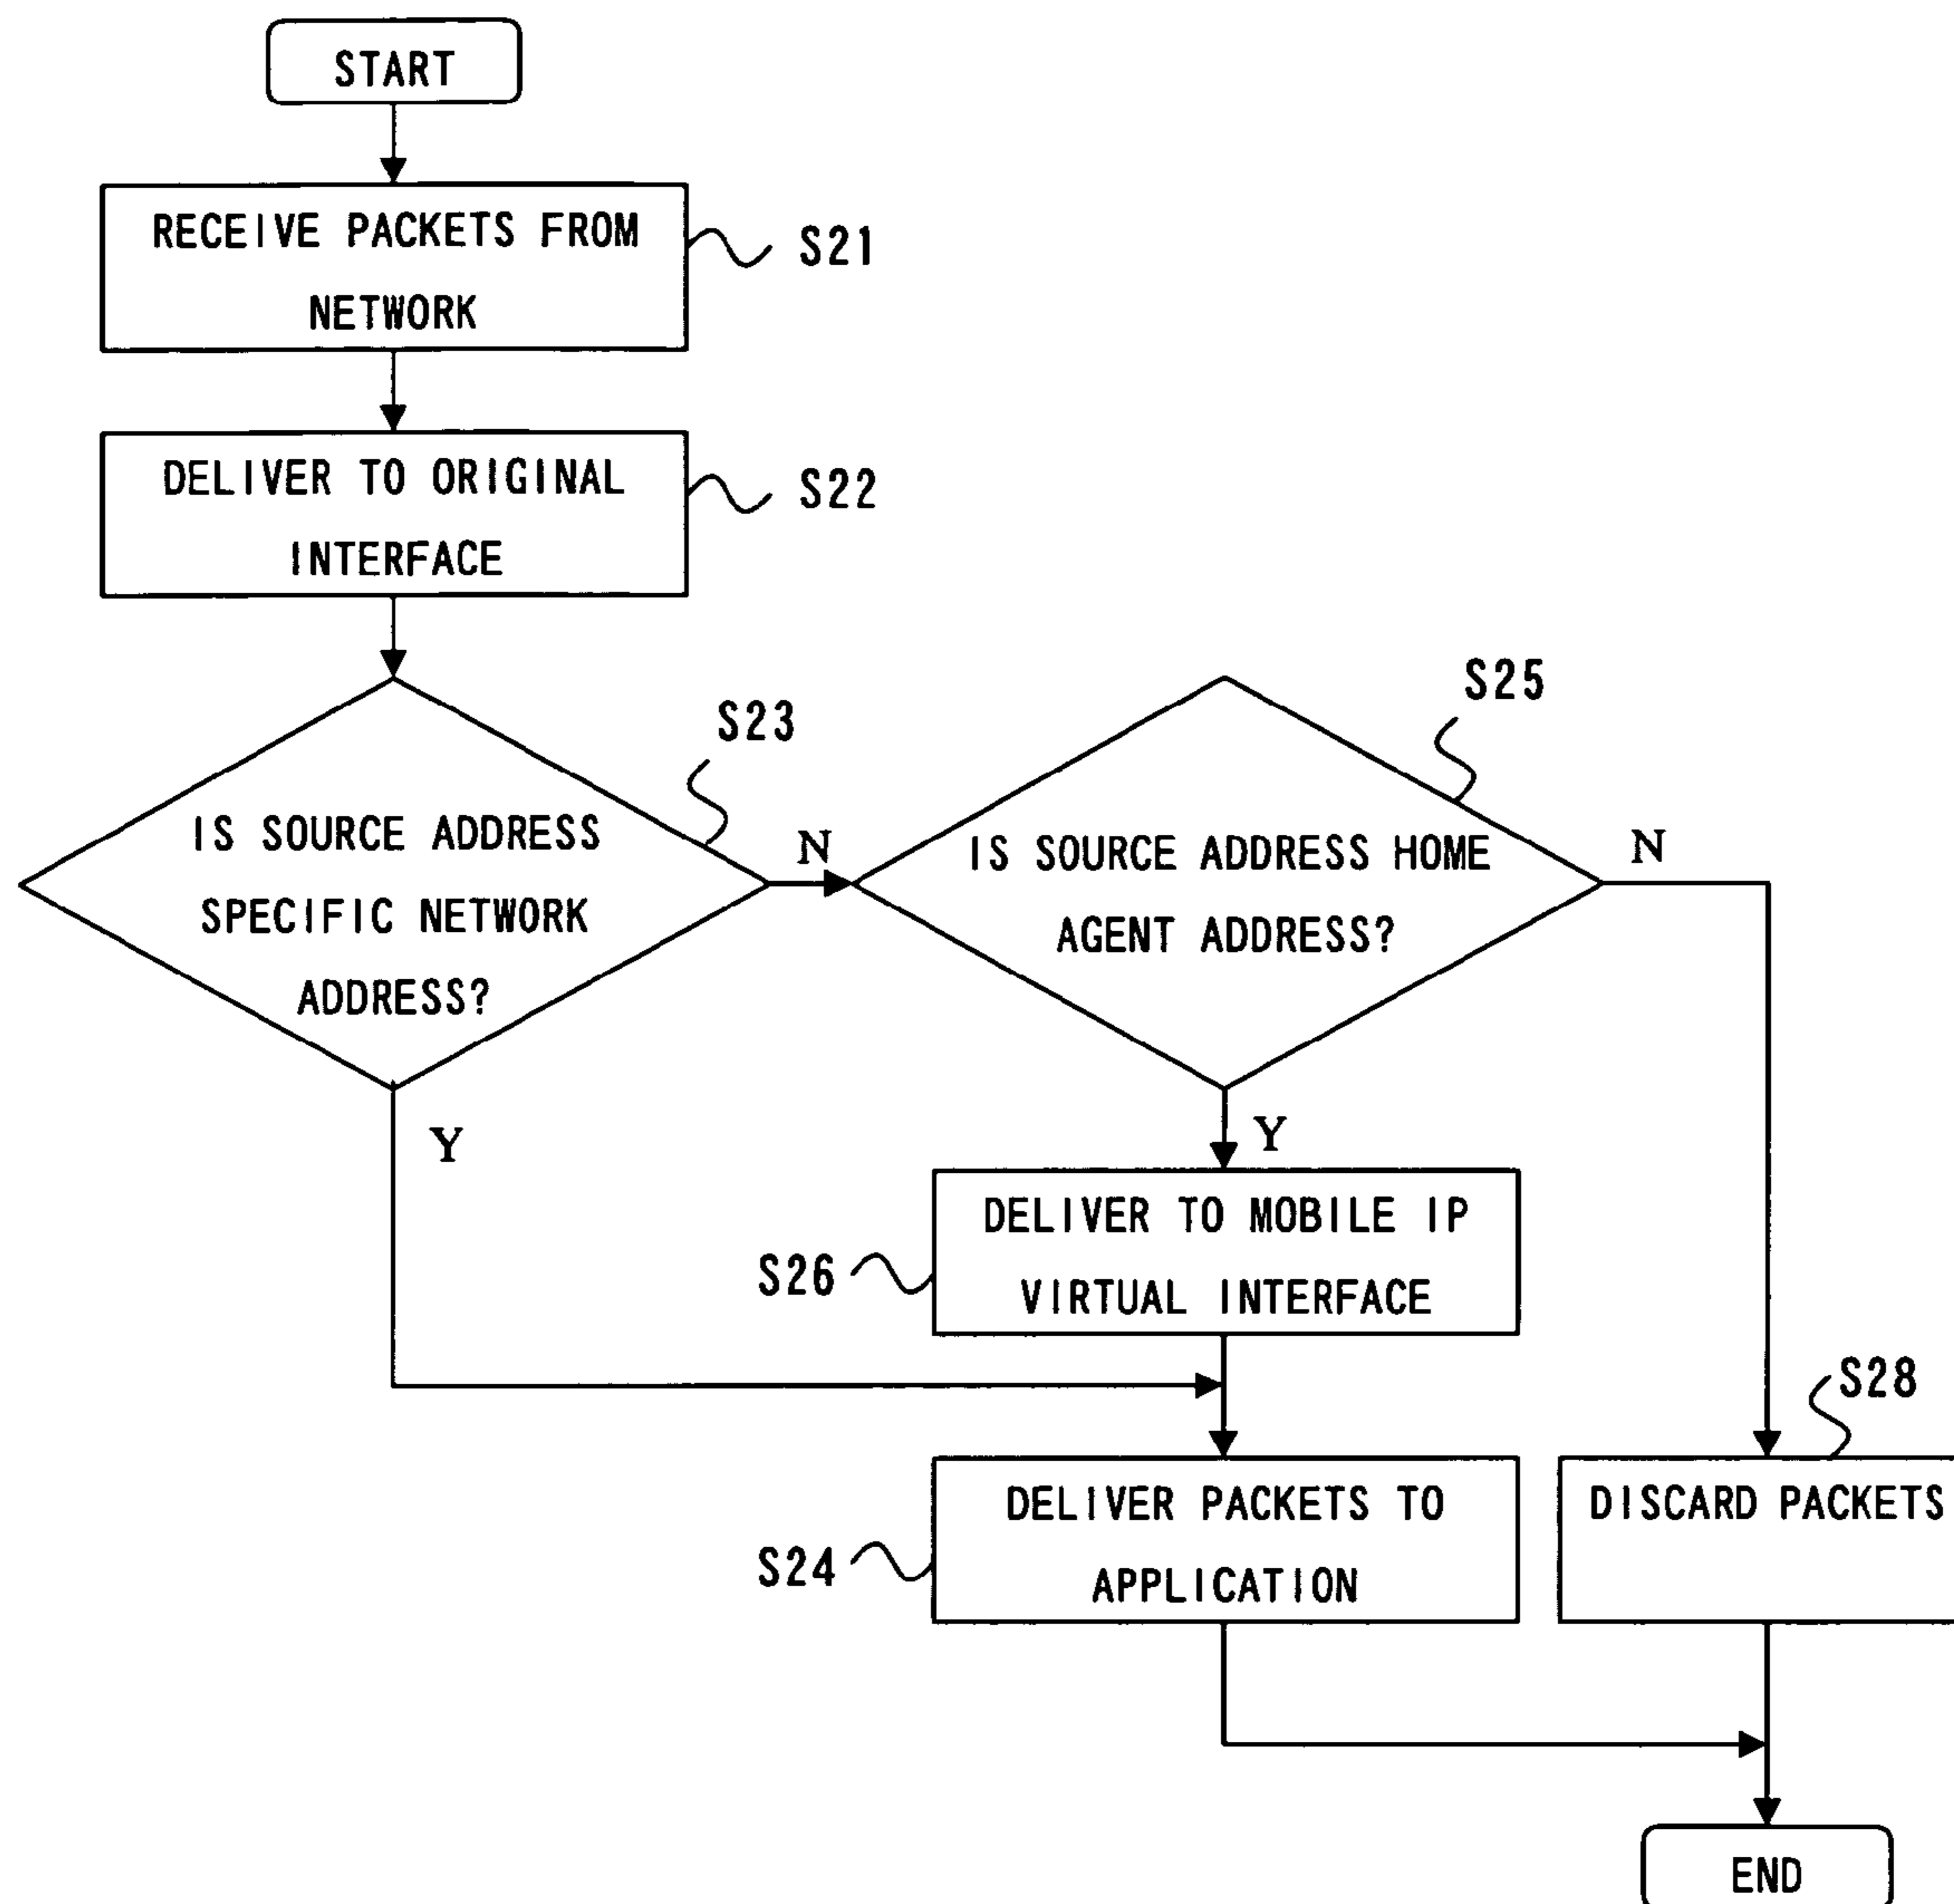 START
RECEIVE PACKETS FROM
NETWORK
S21
DELIVER TO ORIGINAL
INTERFACE
S22
S23
IS SOURCE ADDRESS
SPECIFIC NETWORK
ADDRESS?
N
Y
S25
IS SOURCE ADDRESS HOME
AGENT ADDRESS?
N
Y
DELIVER TO MOBILE IP
VIRTUAL INTERFACE
S26
DELIVER PACKETS TO
APPLICATION
S24
S28
DISCARD PACKETS
END